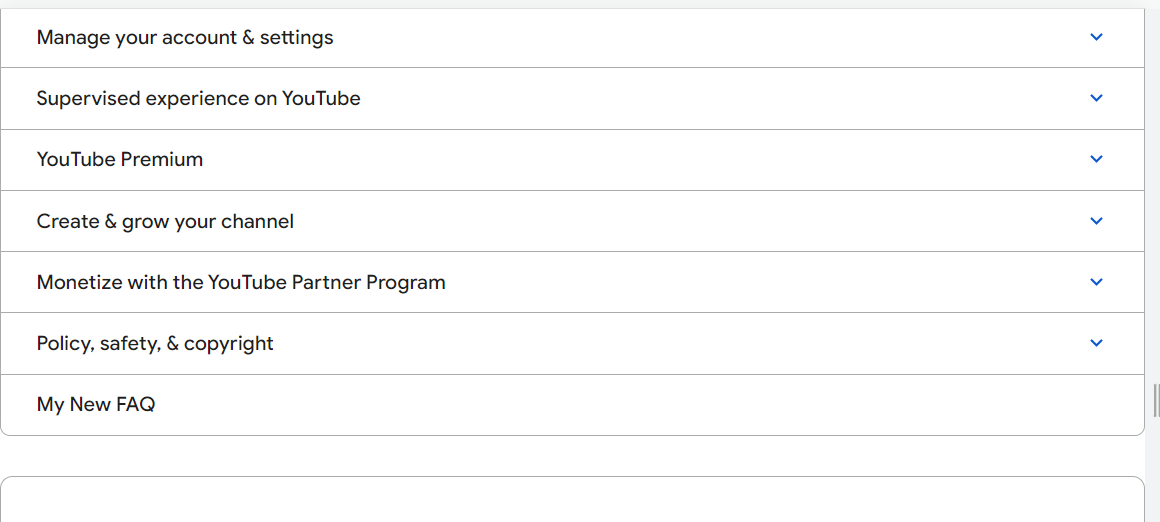 Manage your account & settings
Supervised experience on YouTube
YouTube Premium
Create & grow your channel
Monetize with the YouTube Partner Program
Policy, safety, & copyright
My New FAQ